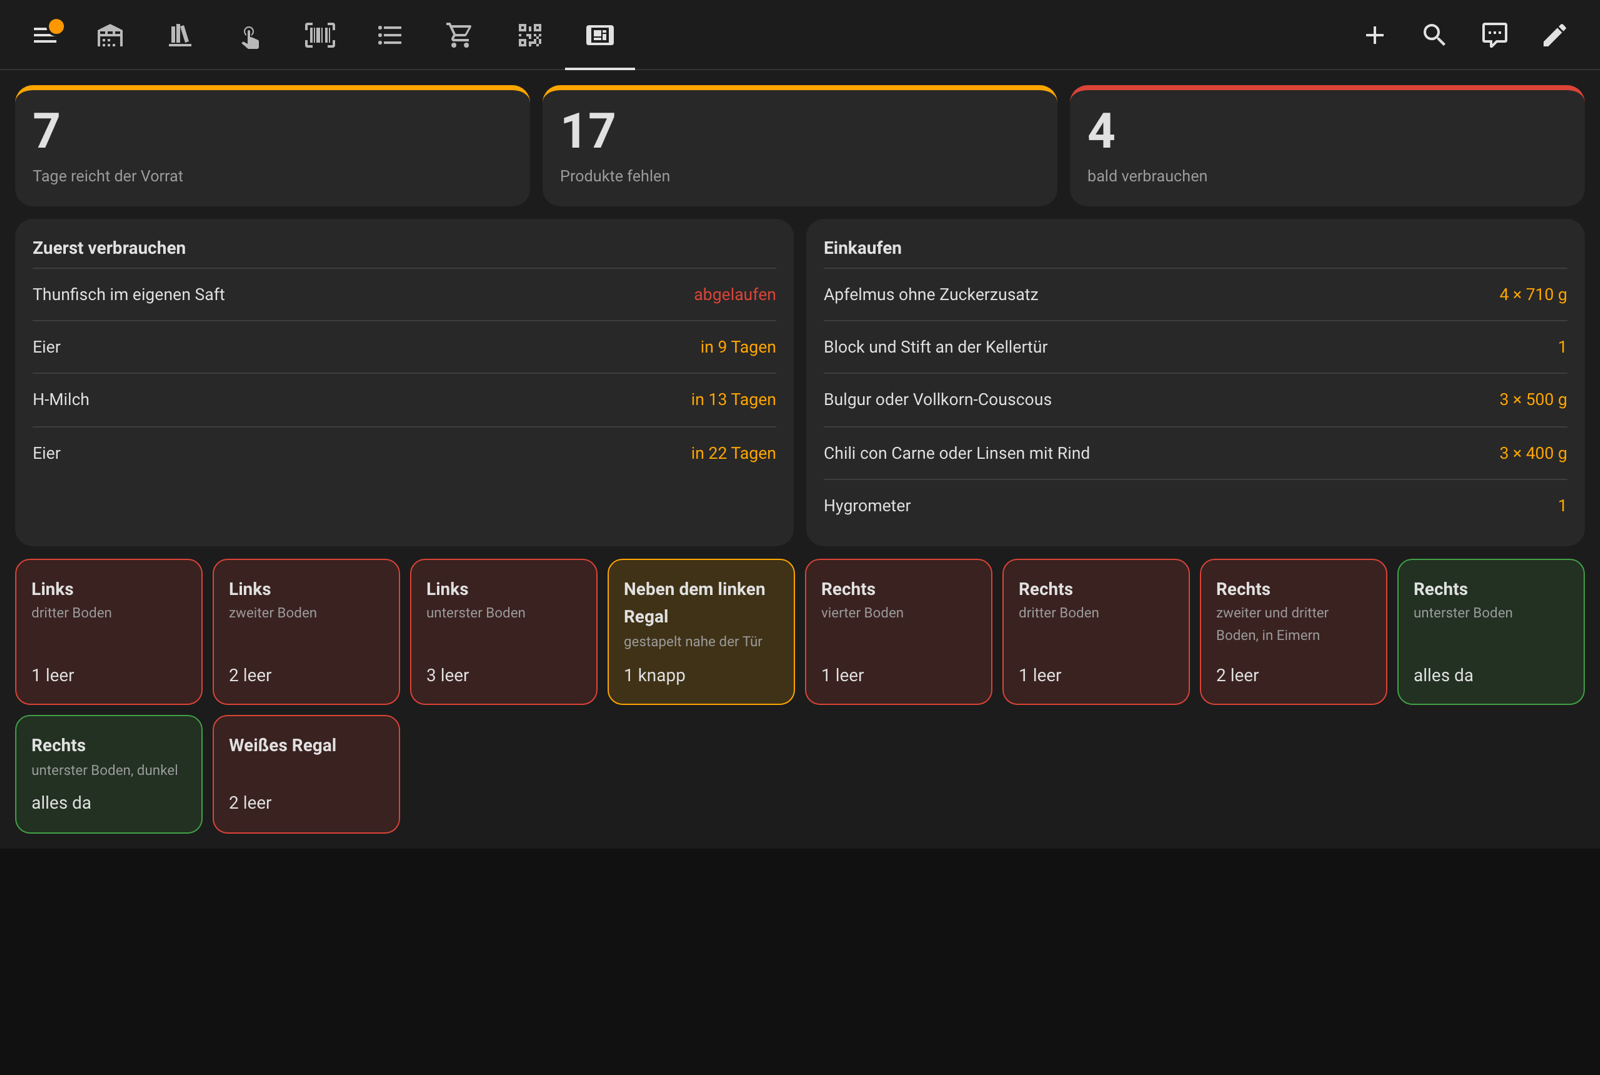 7
Tage reicht der Vorrat
17
Produkte fehlen
4
bald verbrauchen
Zuerst verbrauchen
Thunfisch im eigenen Saft abgelaufen
Eier in 9 Tagen
H-Milch in 13 Tagen
Eier in 22 Tagen
Einkaufen
Apfelmus ohne Zuckerzusatz 4 × 710 g
Block und Stift an der Kellertür 1
Bulgur oder Vollkorn-Couscous 3 × 500 g
Chili con Carne oder Linsen mit Rind 3 × 400 g
Hygrometer 1
Links
dritter Boden
1 leer
Links
zweiter Boden
2 leer
Links
unterster Boden
3 leer
Neben dem linken
Regal
gestapelt nahe der Tür
1 knapp
Rechts
vierter Boden
1 leer
Rechts
dritter Boden
1 leer
Rechts
zweiter und dritter
Boden, in Eimern
2 leer
Rechts
unterster Boden
alles da
Rechts
unterster Boden, dunkel
alles da
Weißes Regal
2 leer